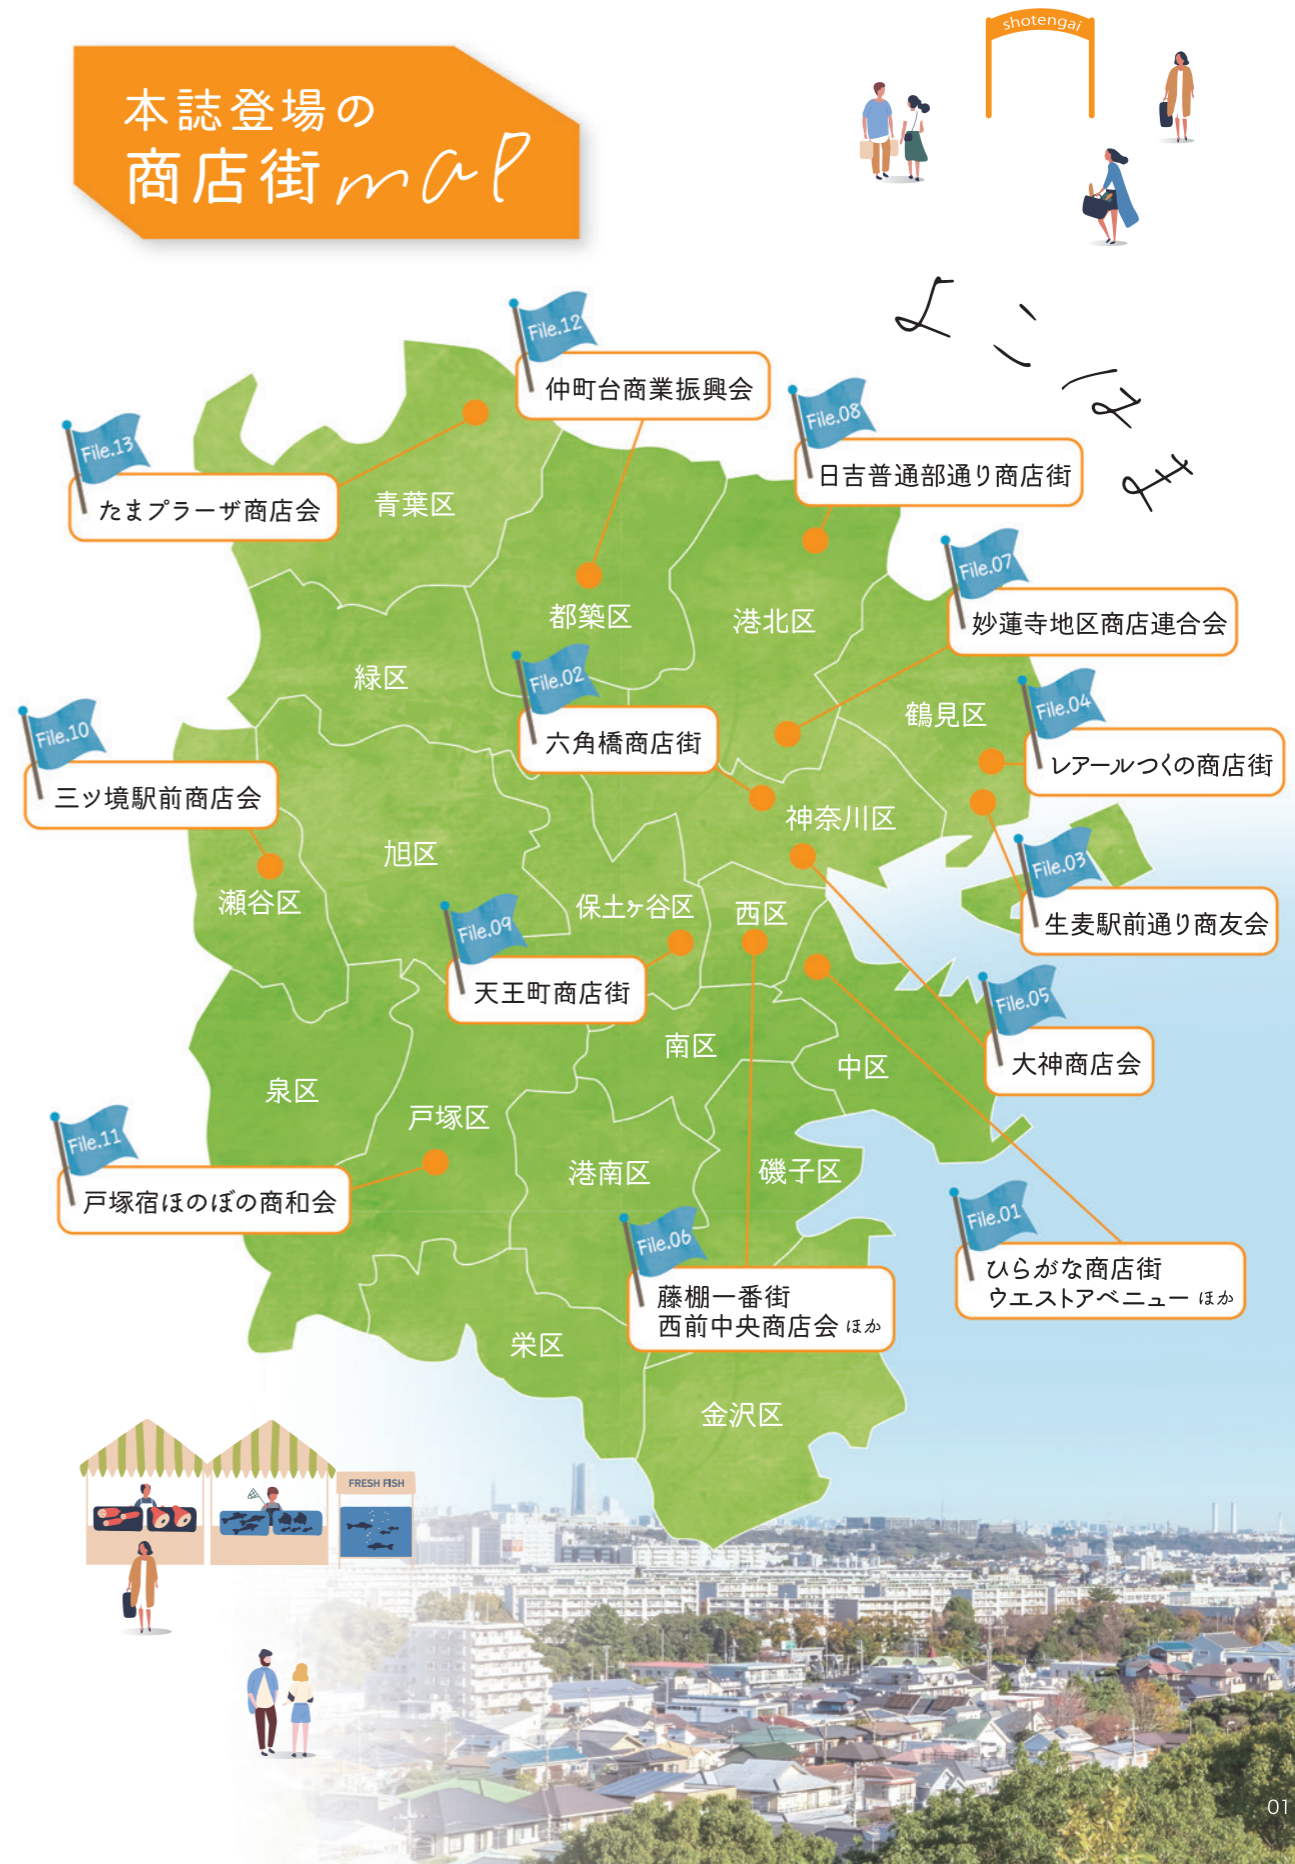 shotengai
本誌登場の
商店街map
よこはま
File.12
仲町台商業振興会
File.08
日吉普通部通り商店街
File.13
たまプラーザ商店会
青葉区
File.07
妙蓮寺地区商店連合会
都築区
港北区
緑区
File.02
六角橋商店街
鶴見区
File.04
レアールつくの商店街
File.10
三ツ境駅前商店会
神奈川区
旭区
File.03
生麦駅前通り商友会
瀬谷区
保土ヶ谷区
西区
File.09
天王町商店街
File.05
大神商店会
南区
中区
泉区
戸塚区
File.11
戸塚宿ほのぼの商和会
港南区
磯子区
File.06
藤棚一番街
西前中央商店会 ほか
File.01
ひらがな商店街
ウエストアベニュー ほか
栄区
金沢区
FRESH FISH
01